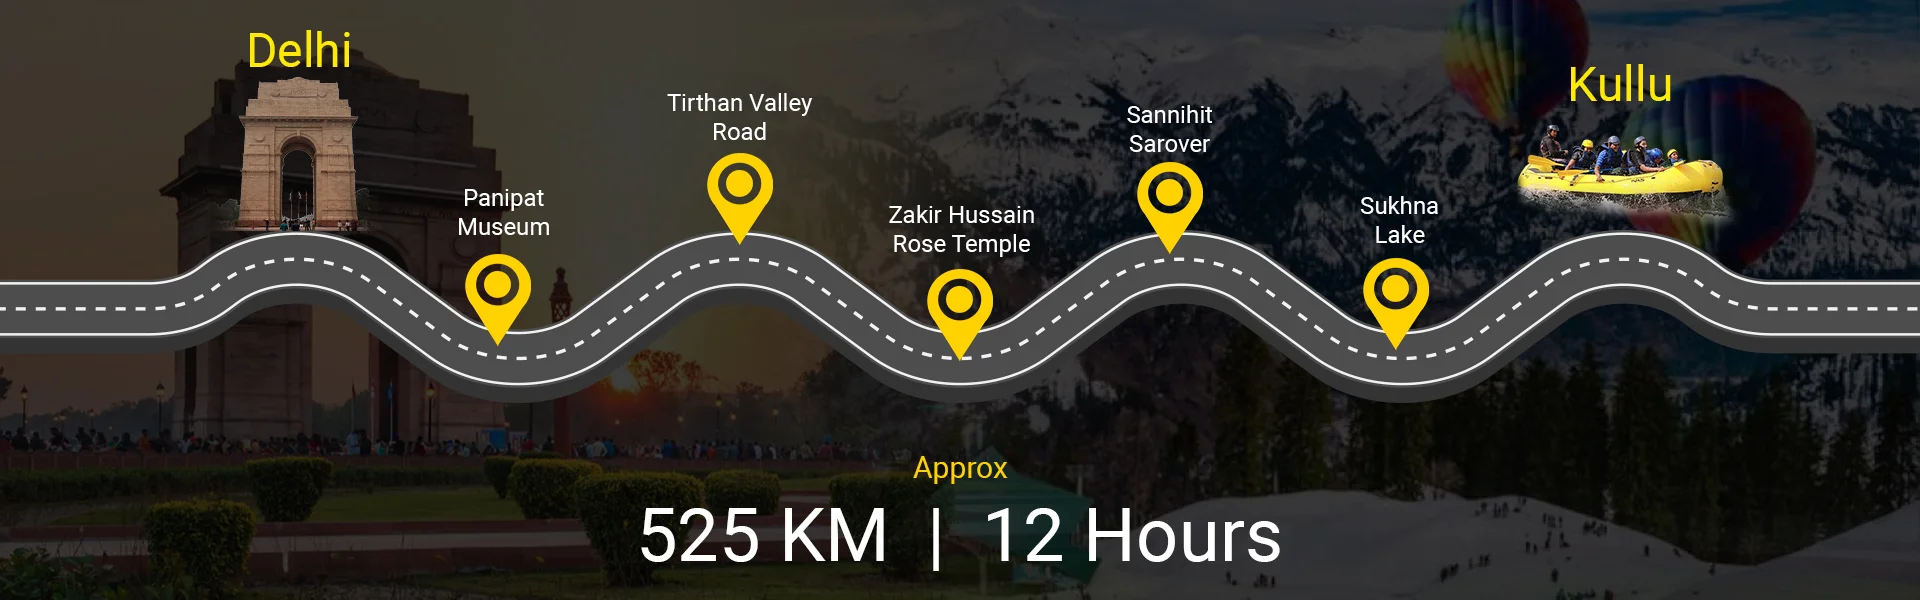 Delhi
Panipat
Museum
Tirthan Valley
Road
Zakir Hussain
Rose Temple
Sannihit
Sarover
Sukhna
Lake
Kullu
Approx
525 KM | 12 Hours